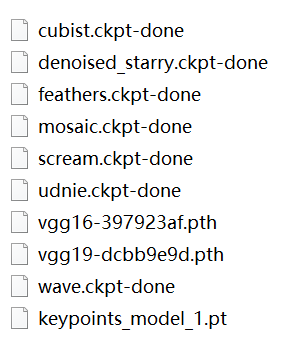 cubist.ckpt-done
denoised_starry.ckpt-done
feathers.ckpt-done
mosaic.ckpt-done
scream.ckpt-done
udnie.ckpt-done
vgg16-397923af.pth
vgg19-dcbb9e9d.pth
wave.ckpt-done
keypoints_model_1.pt